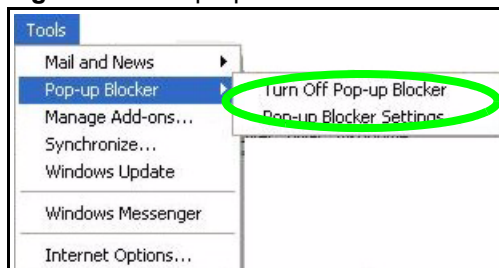 Tools
Mail and News
Pop-up Blocker
Turn Off Pop-up Blocker
Manage Add-ons...
Pop-up Blocker Settings
Synchronize...
Windows Update
Windows Messenger
Internet Options...